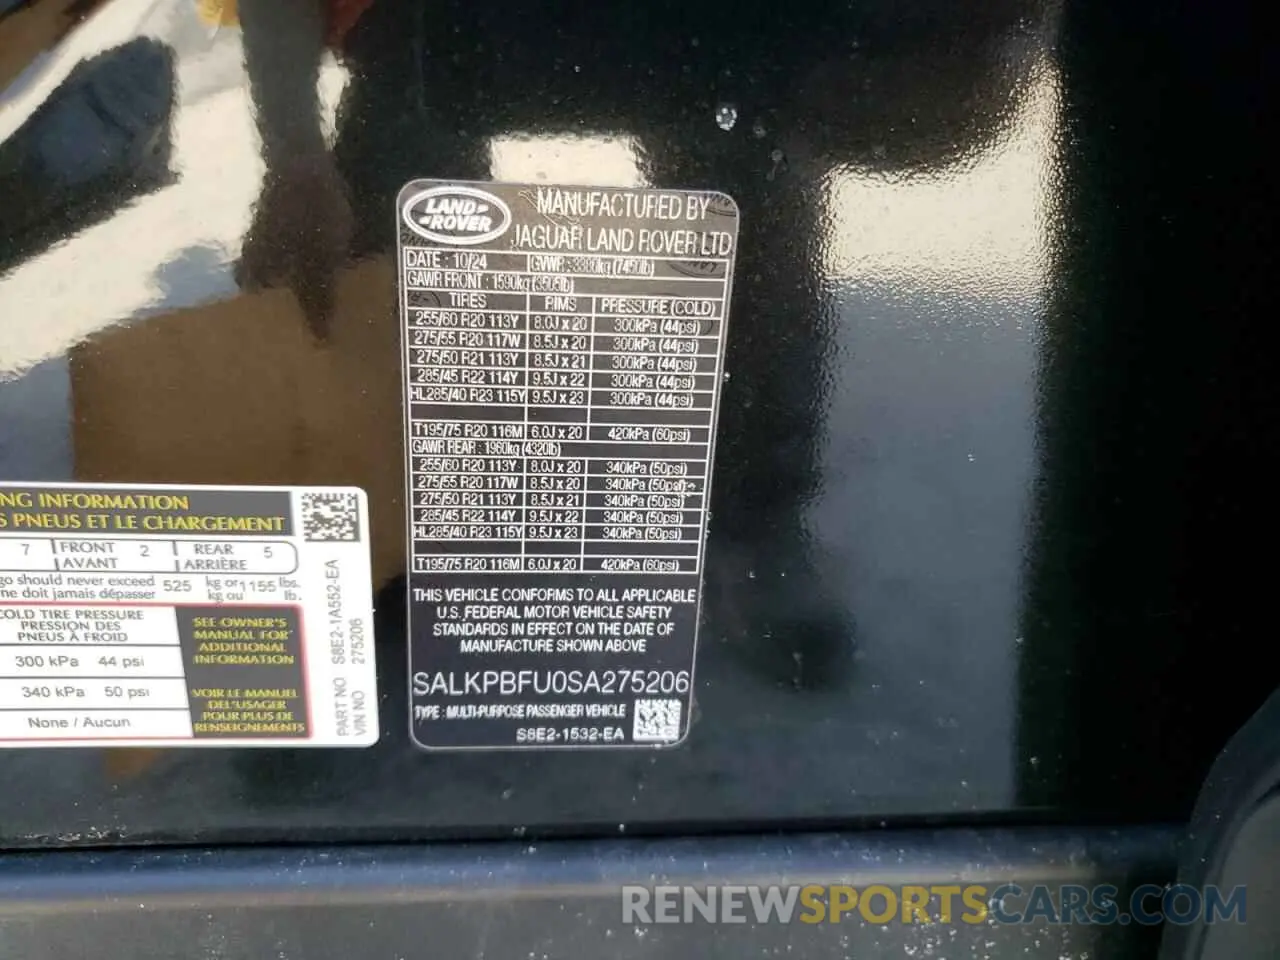 LAND ROVER
MANUFACTURED BY
JAGUAR LAND ROVER LTD
DATE : 10/24 GVWR : 3380kg (7450lb)
GAWR FRONT : 1590kg (3505lb)
TIRES RIMS PRESSURE (COLD)
255/60 R20 113Y 8.0J x 20 300kPa (44psi)
275/55 R20 117W 8.5J x 20 300kPa (44psi)
275/50 R21 113Y 8.5J x 21 300kPa (44psi)
285/45 R22 114Y 9.5J x 22 300kPa (44psi)
HL285/40 R23 115Y 9.5J x 23 300kPa (44psi)
T195/75 R20 116M 6.0J x 20 420kPa (60psi)
GAWR REAR : 1960kg (4320lb)
255/60 R20 113Y 8.0J x 20 340kPa (50psi)
275/55 R20 117W 8.5J x 20 340kPa (50psi)
275/50 R21 113Y 8.5J x 21 340kPa (50psi)
285/45 R22 114Y 9.5J x 22 340kPa (50psi)
HL285/40 R23 115Y 9.5J x 23 340kPa (50psi)
T195/75 R20 116M 6.0J x 20 420kPa (60psi)
THIS VEHICLE CONFORMS TO ALL APPLICABLE
U.S. FEDERAL MOTOR VEHICLE SAFETY
STANDARDS IN EFFECT ON THE DATE OF
MANUFACTURE SHOWN ABOVE
SALKPBFU0SA275206
TYPE : MULTI-PURPOSE PASSENGER VEHICLE
S8E2-1532-EA
NG INFORMATION
S PNEUS ET LE CHARGEMENT
7 FRONT 2 REAR 5
AVANT ARRIÈRE
go should never exceed 525 kg or 1155 lbs.
ne doit jamais dépasser kg ou lb.
COLD TIRE PRESSURE
PRESSION DES
PNEUS À FROID
300 kPa 44 psi
340 kPa 50 psi
None / Aucun
SEE OWNER'S
MANUAL FOR
ADDITIONAL
INFORMATION
VOIR LE MANUEL
DE L'USAGER
POUR PLUS DE
RENSEIGNEMENTS
PART NO S8E2-1A552-EA
VIN NO 275206
RENEWSPORTSCARS.COM